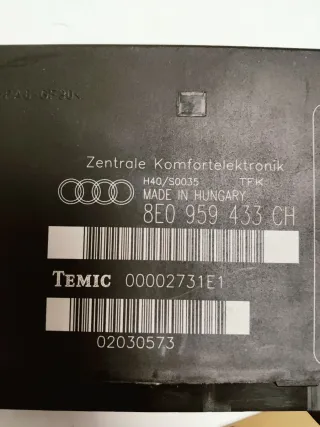 Zentrale Komfortelektronik
H40/S0035 TFK
MADE IN HUNGARY
8E0 959 433 CH
TEMIC 00002731E1
02030573